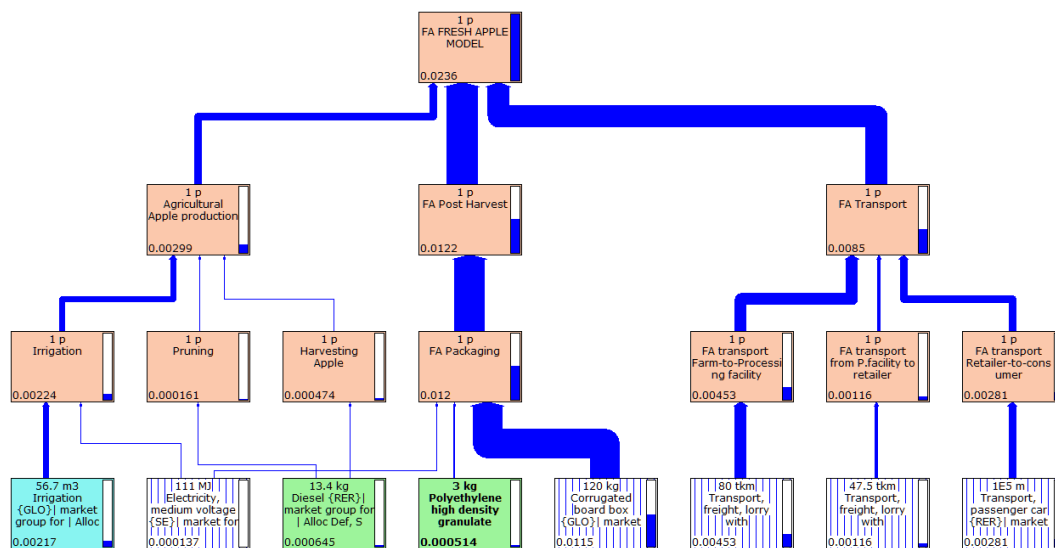 1 p
FA FRESH APPLE
MODEL
0.0236
1 p
Agricultural
Apple production
0.00299
1 p
FA Post Harvest
0.0122
1 p
FA Transport
0.0085
1 p
Irrigation
0.00224
1 p
Pruning
0.000161
1 p
Harvesting
Apple
0.000474
1 p
FA Packaging
0.012
1 p
FA transport
Farm-to-Processi
ng facility
0.00453
1 p
FA transport
from P.facility to
retailer
0.00116
1 p
FA transport
Retailer-to-cons
umer
0.00281
56.7 m3
Irrigation
{GLO}| market
group for | Alloc
0.00217
111 MJ
Electricity,
medium voltage
{SE}| market for
0.000137
13.4 kg
Diesel {RER}|
market group for
| Alloc Def, S
0.000645
3 kg
Polyethylene
high density
granulate
0.000514
120 kg
Corrugated
board box
{GLO}| market
0.0115
80 tkm
Transport,
freight, lorry
with
0.00453
47.5 tkm
Transport,
freight, lorry
with
0.00116
1E5 m
Transport,
passenger car
{RER}| market
0.00281